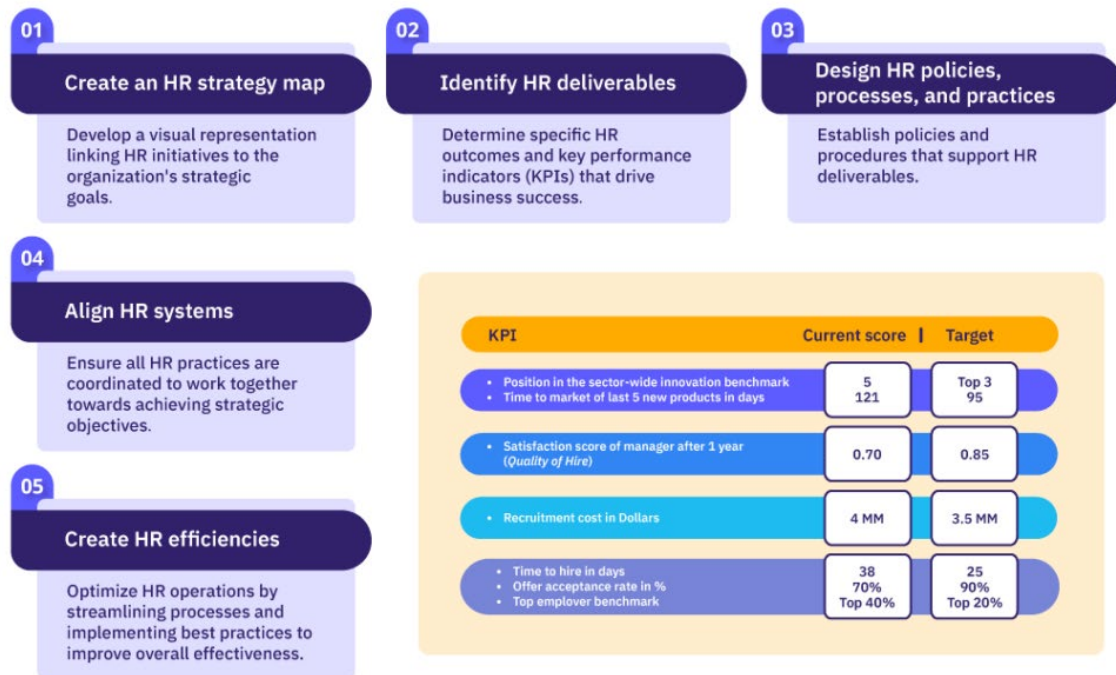 01
Create an HR strategy map
Develop a visual representation
linking HR initiatives to the
organization's strategic
goals.
02
Identify HR deliverables
Determine specific HR
outcomes and key performance
indicators (KPIs) that drive
business success.
03
Design HR policies,
processes, and practices
Establish policies and
procedures that support HR
deliverables.
04
Align HR systems
Ensure all HR practices are
coordinated to work together
towards achieving strategic
objectives.
05
Create HR efficiencies
Optimize HR operations by
streamlining processes and
implementing best practices to
improve overall effectiveness.
KPI Current score | Target
• Position in the sector-wide innovation benchmark 5 Top 3
• Time to market of last 5 new products in days 121 95
• Satisfaction score of manager after 1 year
(Quality of Hire) 0.70 0.85
• Recruitment cost in Dollars 4 MM 3.5 MM
• Time to hire in days 38 25
• Offer acceptance rate in % 70% 90%
• Top employer benchmark Top 40% Top 20%